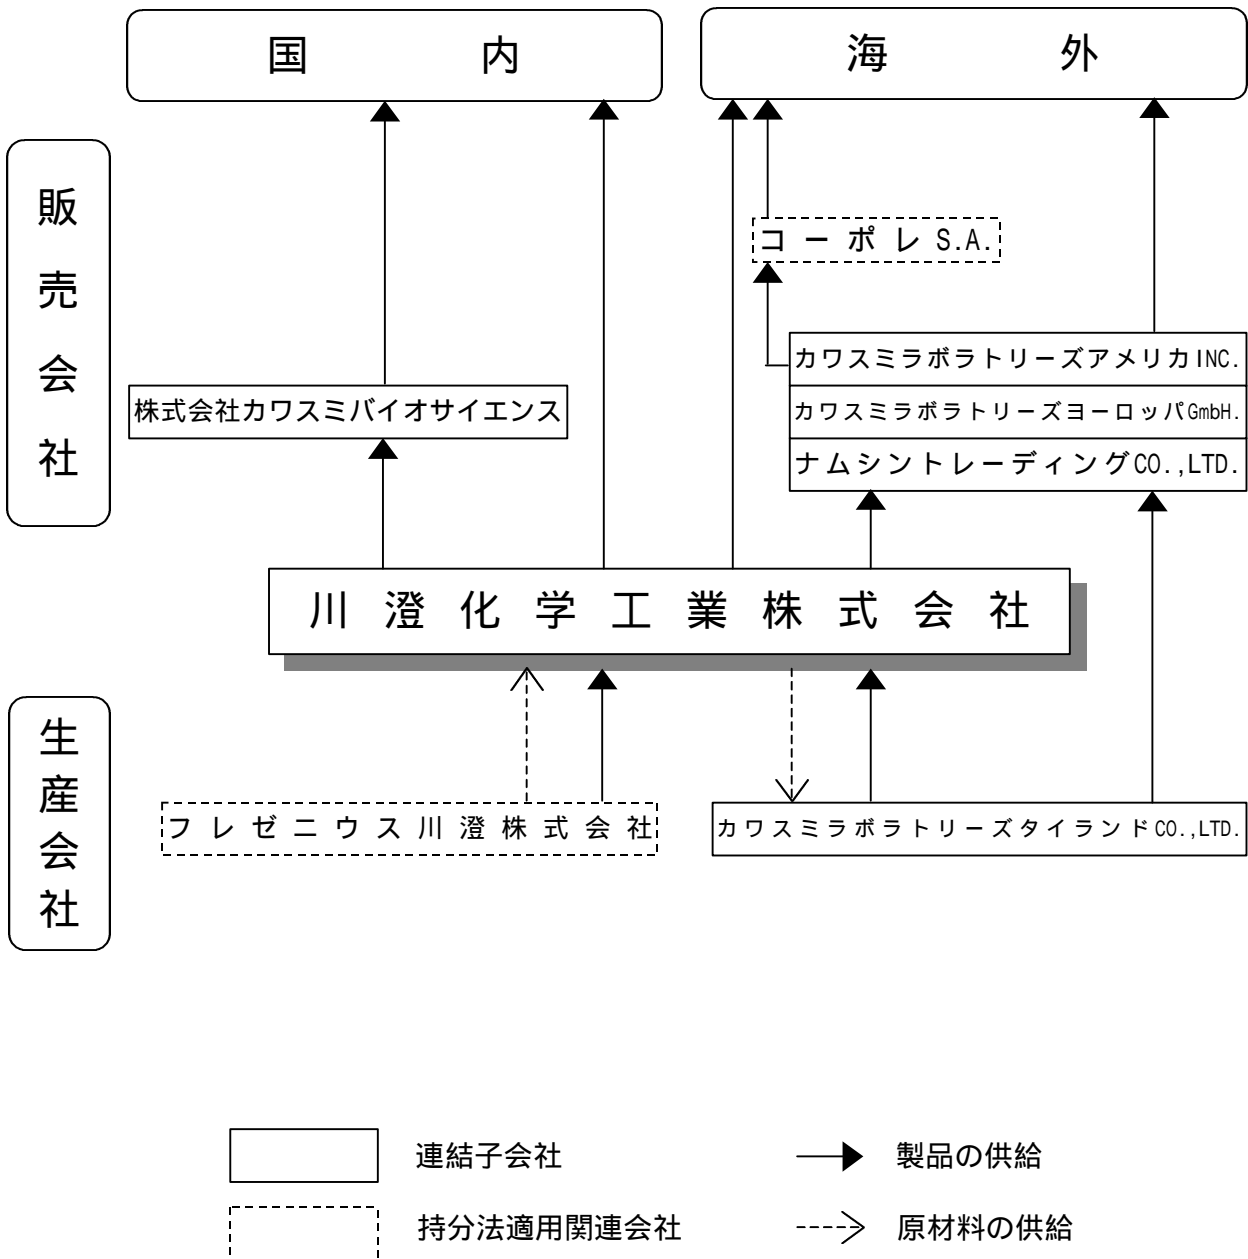 国内
海外
販売会社
コーポレS.A.
カワスミラボラトリーズアメリカINC.
株式会社カワスミバイオサイエンス
カワスミラボラトリーズヨーロッパGmbH.
ナムシントレーディングCO.,LTD.
川澄化学工業株式会社
生産会社
フレゼニウス川澄株式会社
カワスミラボラトリーズタイランドCO.,LTD.
連結子会社
製品の供給
持分法適用関連会社
原材料の供給